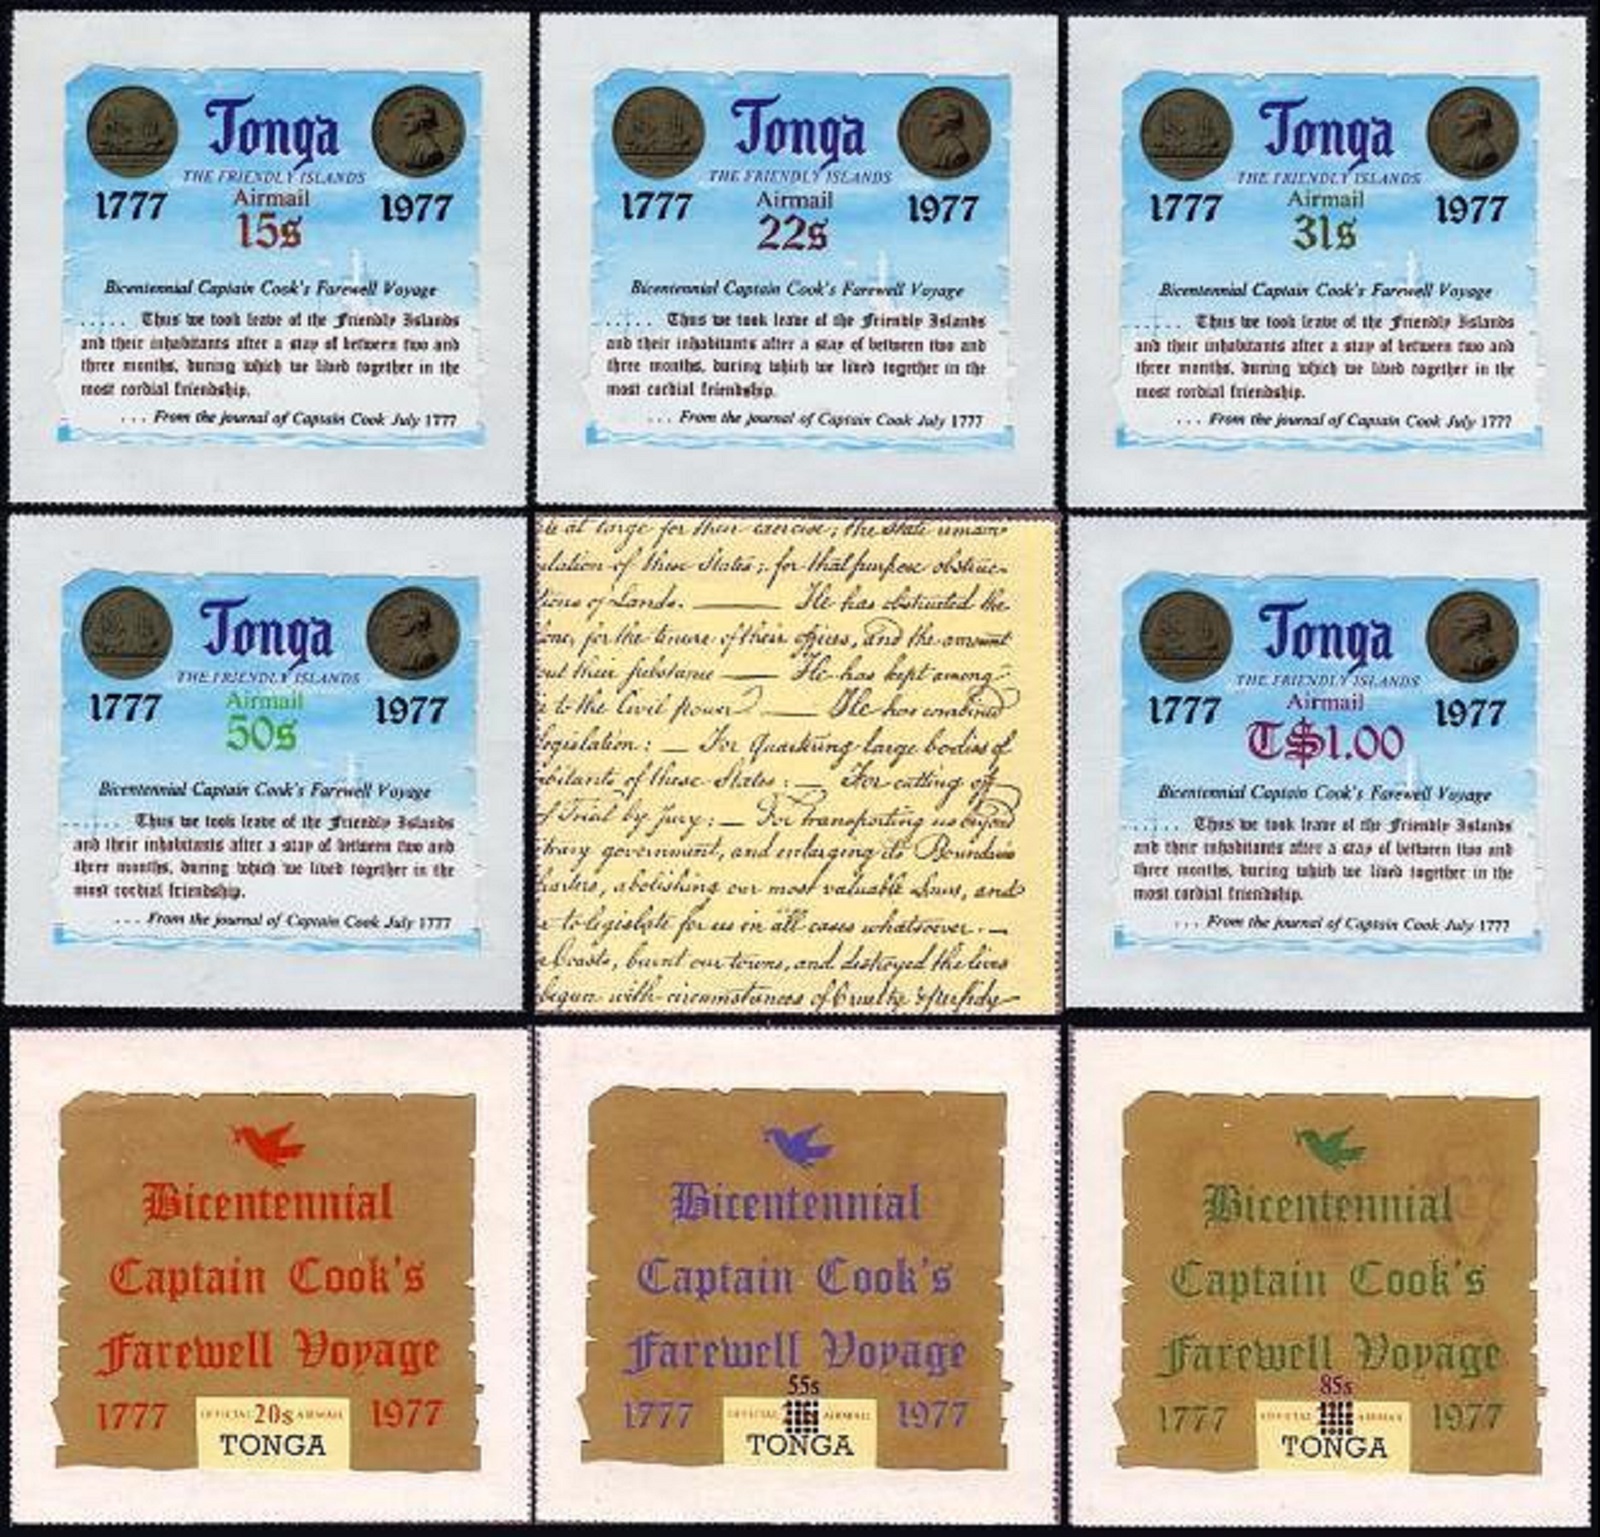 Tonga
THE FRIENDLY ISLANDS
1777 Airmail 1977
15s
Bicentennial Captain Cook's Farewell Voyage
..... Thus we took leave of the Friendly Islands
and their inhabitants after a stay of between two and
three months, during which we lived together in the
most cordial friendship.
... From the journal of Captain Cook July 1777
Tonga
THE FRIENDLY ISLANDS
1777 Airmail 1977
22s
Bicentennial Captain Cook's Farewell Voyage
..... Thus we took leave of the Friendly Islands
and their inhabitants after a stay of between two and
three months, during which we lived together in the
most cordial friendship.
... From the journal of Captain Cook July 1777
Tonga
THE FRIENDLY ISLANDS
1777 Airmail 1977
31s
Bicentennial Captain Cook's Farewell Voyage
..... Thus we took leave of the Friendly Islands
and their inhabitants after a stay of between two and
three months, during which we lived together in the
most cordial friendship.
... From the journal of Captain Cook July 1777
Tonga
THE FRIENDLY ISLANDS
1777 Airmail 1977
50s
Bicentennial Captain Cook's Farewell Voyage
..... Thus we took leave of the Friendly Islands
and their inhabitants after a stay of between two and
three months, during which we lived together in the
most cordial friendship.
... From the journal of Captain Cook July 1777
at large for their exercise; the State remain
ulation of these States; for that purpose obstruc-
tions of Lands. — He has obstructed the
for the tenure of their offices, and the amount
out their substance — He has kept among
to the Civil power. — He has combined
legislation: — For quartering large bodies of
abitants of these States: — For cutting off
of Trial by Jury: — For transporting us beyond
trary government, and enlarging its Boundaries
harters, abolishing our most valuable Laws, and
to legislate for us in all cases whatsoever. —
Coasts, burnt our towns, and destroyed the lives
begun with circumstances of Cruelty & perfidy
Tonga
THE FRIENDLY ISLANDS
1777 Airmail 1977
T$1.00
Bicentennial Captain Cook's Farewell Voyage
..... Thus we took leave of the Friendly Islands
and their inhabitants after a stay of between two and
three months, during which we lived together in the
most cordial friendship.
... From the journal of Captain Cook July 1777
Bicentennial
Captain Cook's
Farewell Voyage
1777 OFFICIAL 20s AIRMAIL 1977
TONGA
Bicentennial
Captain Cook's
Farewell Voyage
55s
1777 OFFICIAL AIRMAIL 1977
TONGA
Bicentennial
Captain Cook's
Farewell Voyage
85s
1777 OFFICIAL AIRMAIL 1977
TONGA